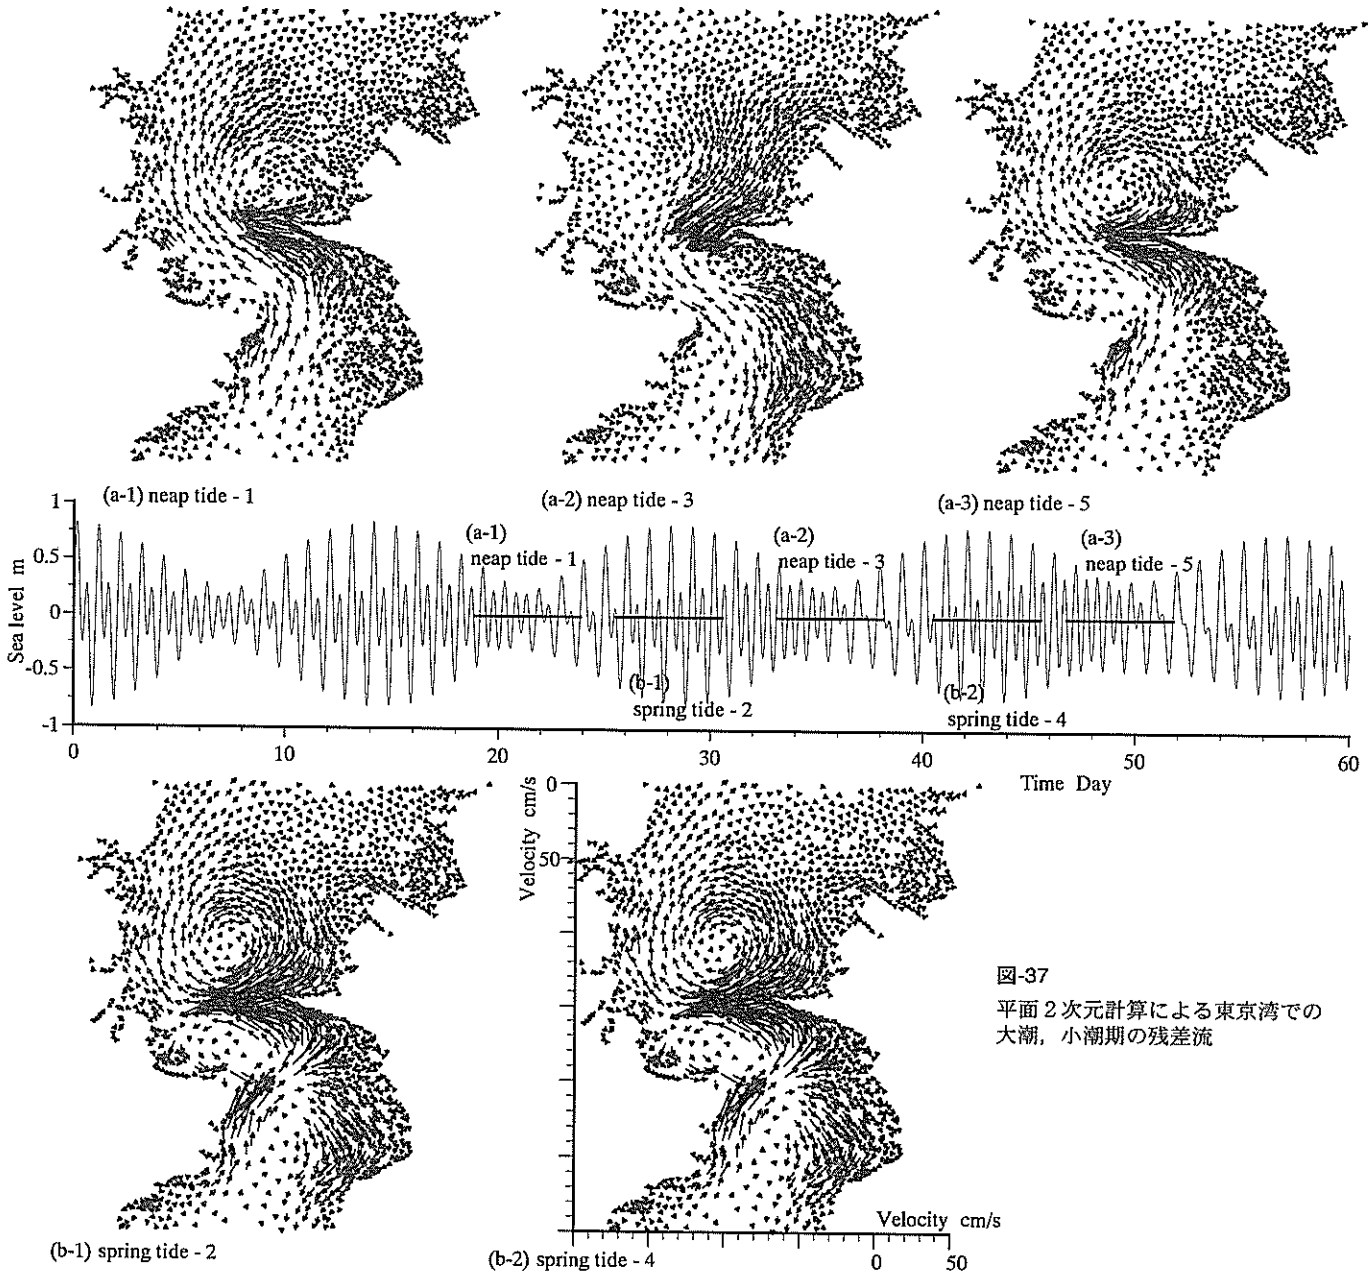 (a-1) neap tide - 1
(a-2) neap tide - 3
(a-3) neap tide - 5
1
0.5
0
-0.5
-1
Sea level m
(a-1)
neap tide - 1
(a-2)
neap tide - 3
(a-3)
neap tide - 5
(b-1)
spring tide - 2
(b-2)
spring tide - 4
0
10
20
30
40
50
60
Time Day
0
50
Velocity cm/s
図-37
平面2次元計算による東京湾での
大潮，小潮期の残差流
Velocity cm/s
0
50
(b-1) spring tide - 2
(b-2) spring tide - 4